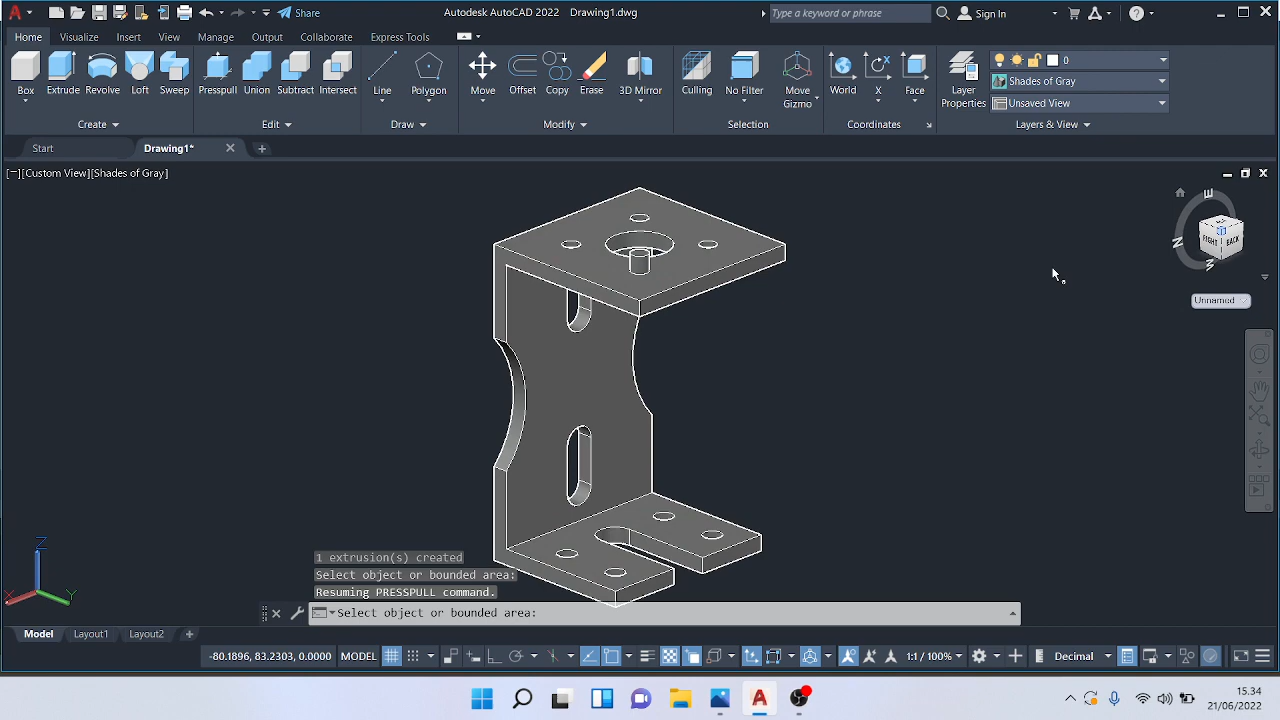 Share
Autodesk AutoCAD 2022 Drawing1.dwg
Type a keyword or phrase
Sign In
Home Visualize Insert View Manage Output Collaborate Express Tools
Box Extrude Revolve Loft Sweep
Presspull Union Subtract Intersect
Line Polygon
Move Offset Copy Erase 3D Mirror
Culling No Filter Move Gizmo
World X Face
Layer Properties
0
Shades of Gray
Unsaved View
Create Edit Draw Modify Selection Coordinates Layers & View
Start Drawing1*
[−][Custom View][Shades of Gray]
W
N
RIGHT BACK
Unnamed
Z
X Y
1 extrusion(s) created
Select object or bounded area:
Resuming PRESSPULL command.
Select object or bounded area:
Model Layout1 Layout2
-80.1896, 83.2303, 0.0000 MODEL 1:1 / 100% Decimal
15.34
21/06/2022